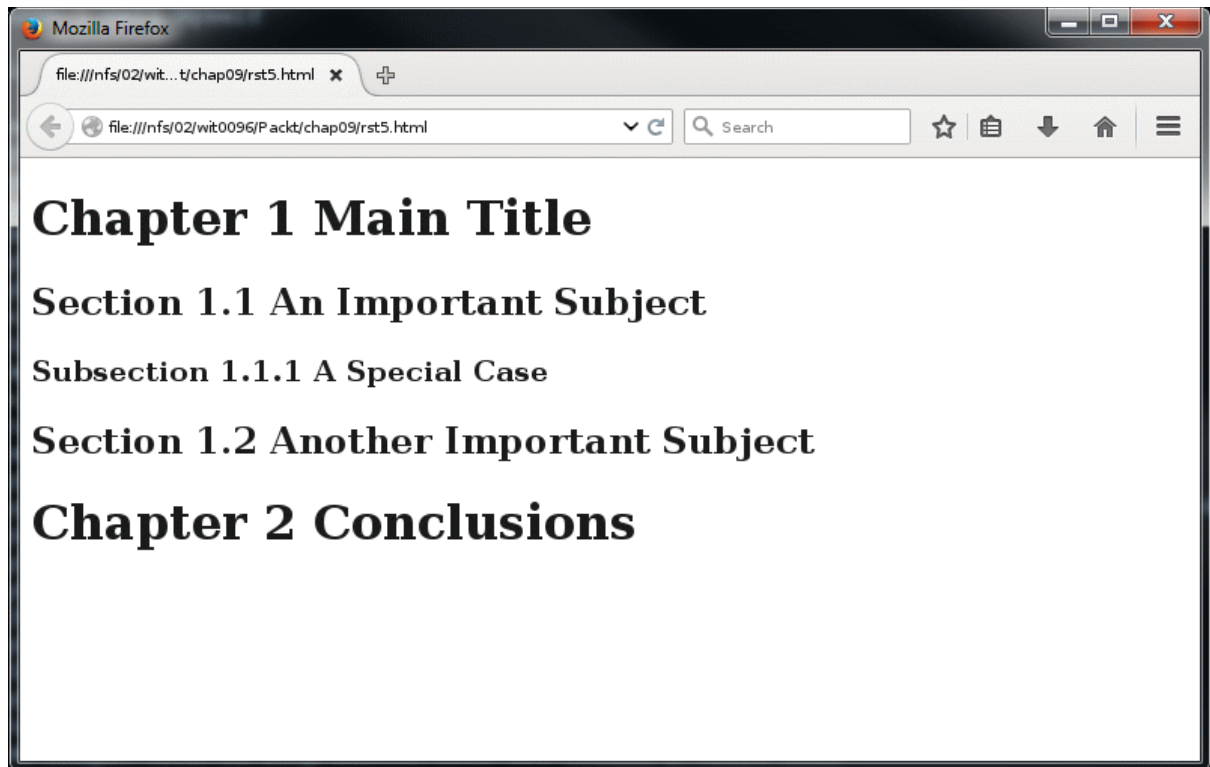 Mozilla Firefox
file:///nfs/02/wit...t/chap09/rst5.html
file:///nfs/02/wit0096/Packt/chap09/rst5.html
Search
Chapter 1 Main Title
Section 1.1 An Important Subject
Subsection 1.1.1 A Special Case
Section 1.2 Another Important Subject
Chapter 2 Conclusions